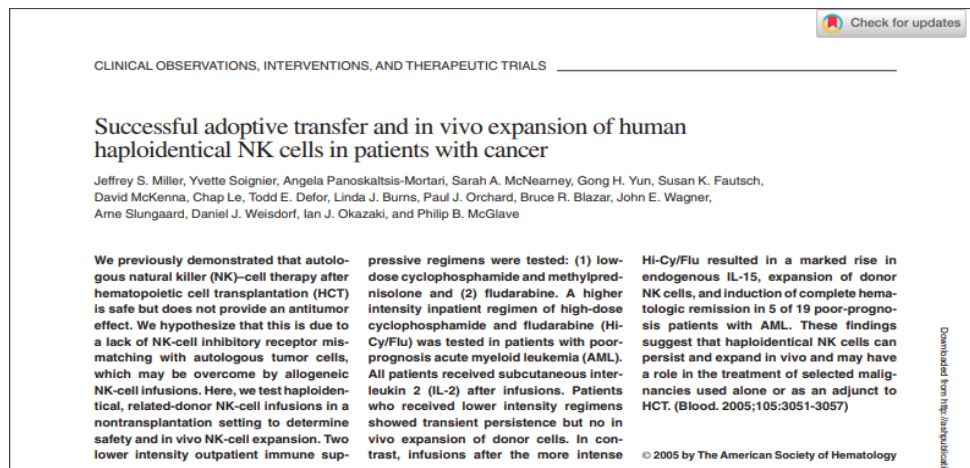 Check for updates
CLINICAL OBSERVATIONS, INTERVENTIONS, AND THERAPEUTIC TRIALS
Successful adoptive transfer and in vivo expansion of human
haploidentical NK cells in patients with cancer
Jeffrey S. Miller, Yvette Soignier, Angela Panoskaltsis-Mortari, Sarah A. McNearney, Gong H. Yun, Susan K. Fautsch,
David McKenna, Chap Le, Todd E. Defor, Linda J. Burns, Paul J. Orchard, Bruce R. Blazar, John E. Wagner,
Arne Slungaard, Daniel J. Weisdorf, Ian J. Okazaki, and Philip B. McGlave
We previously demonstrated that autolo-
gous natural killer (NK)–cell therapy after
hematopoietic cell transplantation (HCT)
is safe but does not provide an antitumor
effect. We hypothesize that this is due to
a lack of NK-cell inhibitory receptor mis-
matching with autologous tumor cells,
which may be overcome by allogeneic
NK-cell infusions. Here, we test haploiden-
tical, related-donor NK-cell infusions in a
nontransplantation setting to determine
safety and in vivo NK-cell expansion. Two
lower intensity outpatient immune sup-
pressive regimens were tested: (1) low-
dose cyclophosphamide and methylpred-
nisolone and (2) fludarabine. A higher
intensity inpatient regimen of high-dose
cyclophosphamide and fludarabine (Hi-
Cy/Flu) was tested in patients with poor-
prognosis acute myeloid leukemia (AML).
All patients received subcutaneous inter-
leukin 2 (IL-2) after infusions. Patients
who received lower intensity regimens
showed transient persistence but no in
vivo expansion of donor cells. In con-
trast, infusions after the more intense
Hi-Cy/Flu resulted in a marked rise in
endogenous IL-15, expansion of donor
NK cells, and induction of complete hema-
tologic remission in 5 of 19 poor-progno-
sis patients with AML. These findings
suggest that haploidentical NK cells can
persist and expand in vivo and may have
a role in the treatment of selected malig-
nancies used alone or as an adjunct to
HCT. (Blood. 2005;105:3051-3057)
© 2005 by The American Society of Hematology
Downloaded from http://ashpublicati